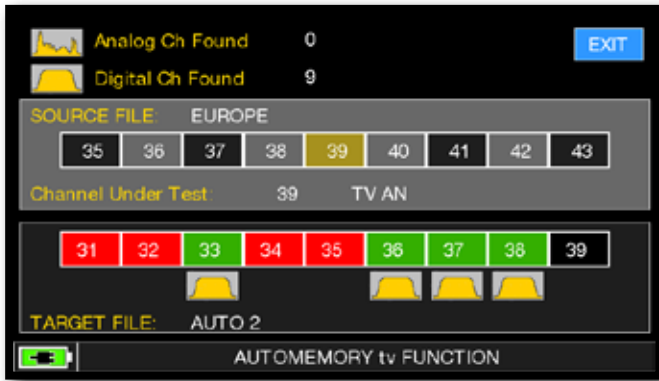 Analog Ch Found 0
EXIT
Digital Ch Found 9
SOURCE FILE: EUROPE
35 36 37 38 39 40 41 42 43
Channel Under Test: 39 TV AN
31 32 33 34 35 36 37 38 39
TARGET FILE: AUTO 2
AUTOMEMORY tv FUNCTION